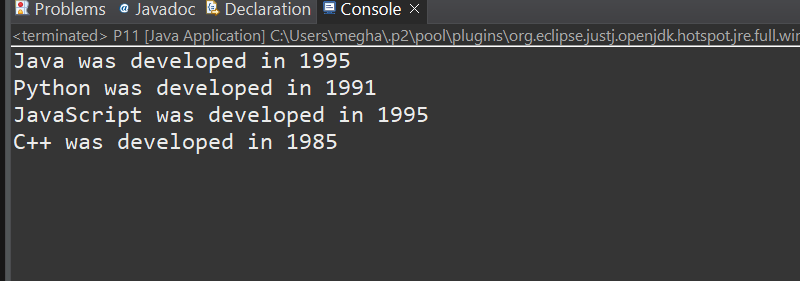 Problems @ Javadoc Declaration Console ×
<terminated> P11 [Java Application] C:\Users\megha\.p2\pool\plugins\org.eclipse.justj.openjdk.hotspot.jre.full.win
Java was developed in 1995
Python was developed in 1991
JavaScript was developed in 1995
C++ was developed in 1985